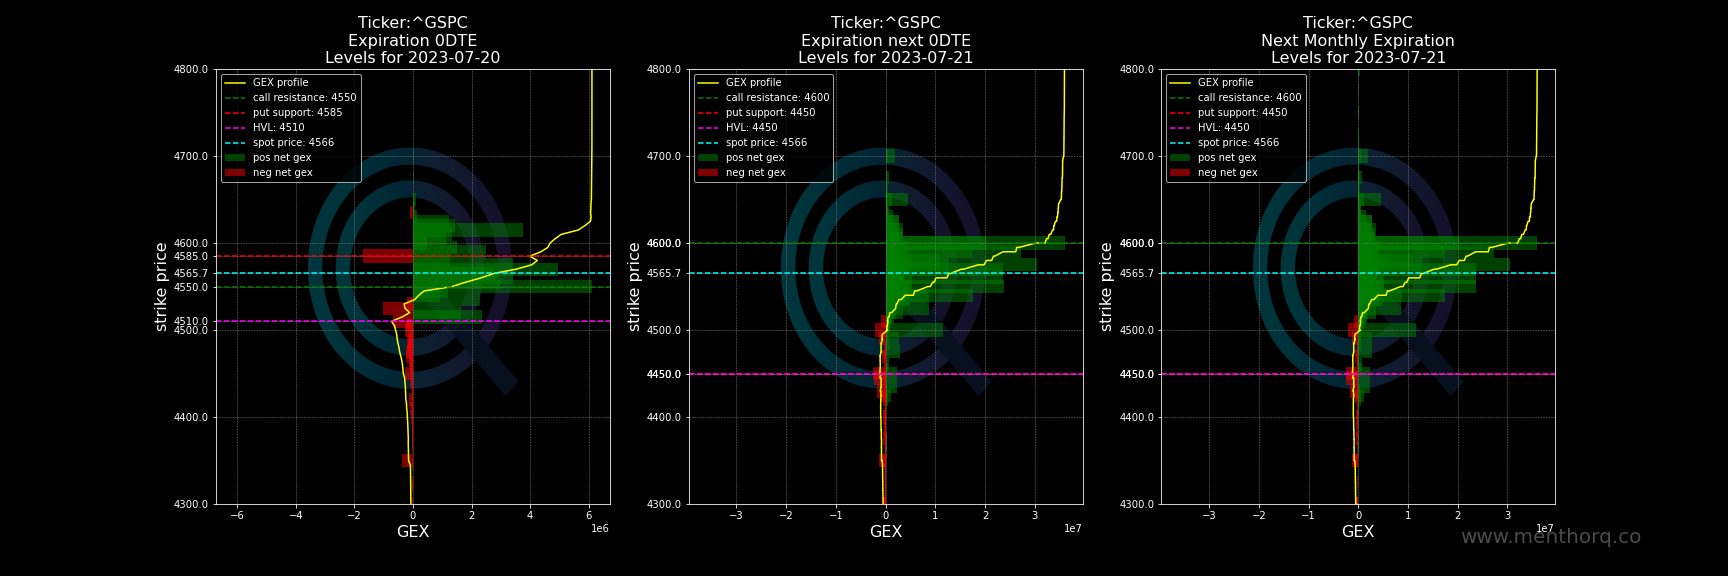 Ticker:^GSPC
Expiration 0DTE
Levels for 2023-07-20
4800.0
4700.0
4600.0
4585.0
4565.7
4550.0
4510.0
4500.0
4400.0
4300.0
strike price
GEX profile
call resistance: 4550
put support: 4585
HVL: 4510
spot price: 4566
pos net gex
neg net gex
−6 −4 −2 0 2 4 6
1e6
GEX
Ticker:^GSPC
Expiration next 0DTE
Levels for 2023-07-21
4800.0
4700.0
4600.0
4565.7
4500.0
4450.0
4400.0
4300.0
strike price
GEX profile
call resistance: 4600
put support: 4450
HVL: 4450
spot price: 4566
pos net gex
neg net gex
−3 −2 −1 0 1 2 3
1e7
GEX
Ticker:^GSPC
Next Monthly Expiration
Levels for 2023-07-21
4800.0
4700.0
4600.0
4565.7
4500.0
4450.0
4400.0
4300.0
strike price
GEX profile
call resistance: 4600
put support: 4450
HVL: 4450
spot price: 4566
pos net gex
neg net gex
−3 −2 −1 0 1 2 3
1e7
GEX
www.menthorq.co